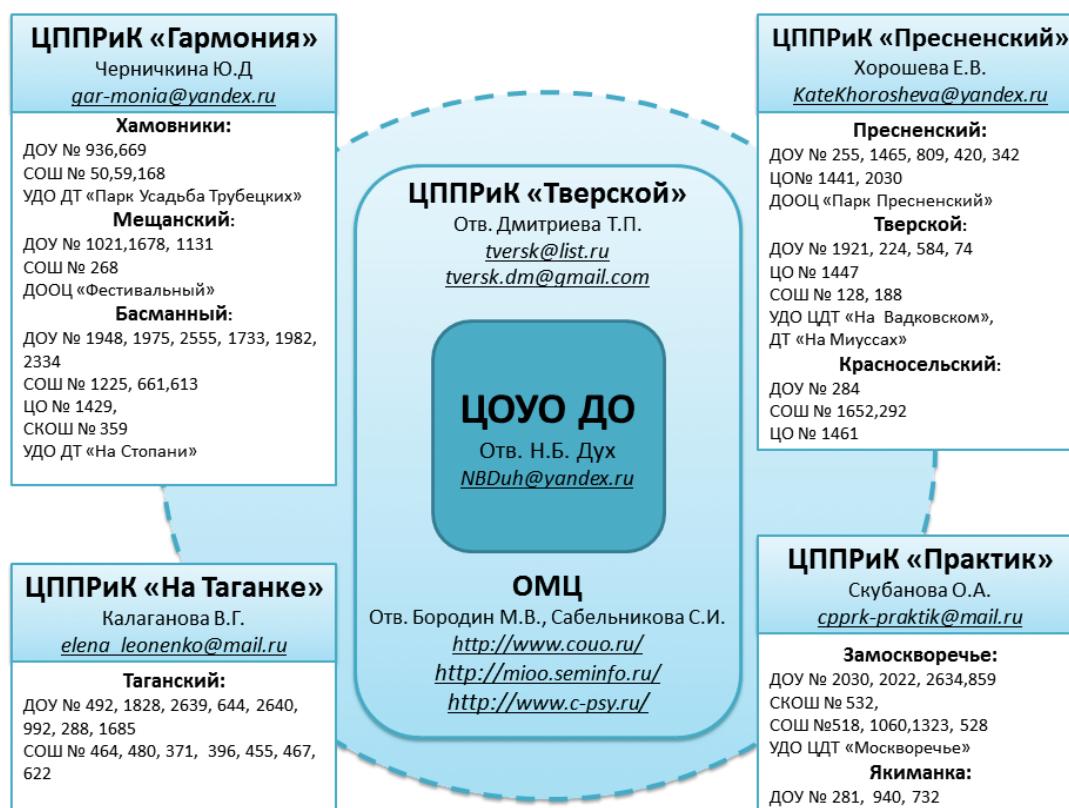 ЦППРиК «Гармония»
Черничкина Ю.Д
gar-monia@yandex.ru
Хамовники:
ДОУ № 936,669
СОШ № 50,59,168
УДО ДТ «Парк Усадьба Трубецких»
Мещанский:
ДОУ № 1021,1678, 1131
СОШ № 268
ДООЦ «Фестивальный»
Басманный:
ДОУ № 1948, 1975, 2555, 1733, 1982,
2334
СОШ № 1225, 661,613
ЦО № 1429,
СКОШ № 359
УДО ДТ «На Стопани»
ЦППРиК «Тверской»
Отв. Дмитриева Т.П.
tversk@list.ru
tversk.dm@gmail.com
ЦОУО ДО
Отв. Н.Б. Дух
NBDuh@yandex.ru
ОМЦ
Отв. Бородин М.В., Сабельникова С.И.
http://www.couo.ru/
http://mioo.seminfo.ru/
http://www.c-psy.ru/
ЦППРиК «Пресненский»
Хорошева Е.В.
KateKhorosheva@yandex.ru
Пресненский:
ДОУ № 255, 1465, 809, 420, 342
ЦО№ 1441, 2030
ДООЦ «Парк Пресненский»
Тверской:
ДОУ № 1921, 224, 584, 74
ЦО № 1447
СОШ № 128, 188
УДО ЦДТ «На Вадковском»,
ДТ «На Миуссах»
Красносельский:
ДОУ № 284
СОШ № 1652,292
ЦО № 1461
ЦППРиК «На Таганке»
Калаганова В.Г.
elena_leonenko@mail.ru
Таганский:
ДОУ № 492, 1828, 2639, 644, 2640,
992, 288, 1685
СОШ № 464, 480, 371, 396, 455, 467,
622
ЦППРиК «Практик»
Скубанова О.А.
cpprk-praktik@mail.ru
Замоскворечье:
ДОУ № 2030, 2022, 2634,859
СКОШ № 532,
СОШ №518, 1060,1323, 528
УДО ЦДТ «Москворечье»
Якиманка:
ДОУ № 281, 940, 732